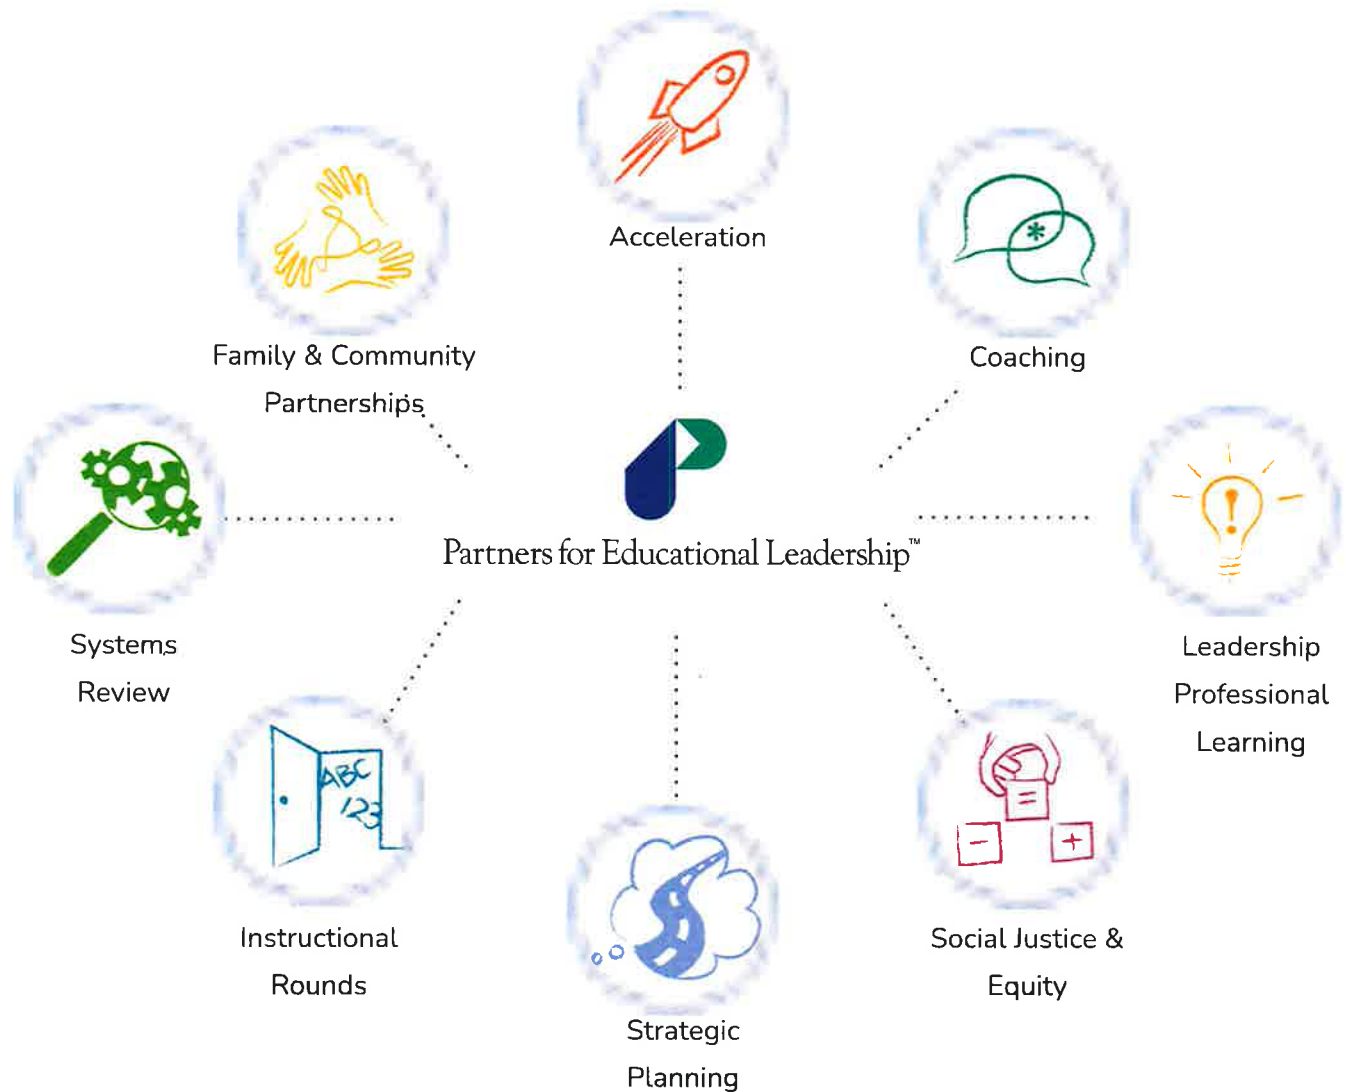 Acceleration
Family & Community
Partnerships
Coaching
Partners for Educational Leadership™
Systems
Review
Leadership
Professional
Learning
ABC
123
Instructional
Rounds
*
!
=
- +
Social Justice &
Equity
Strategic
Planning